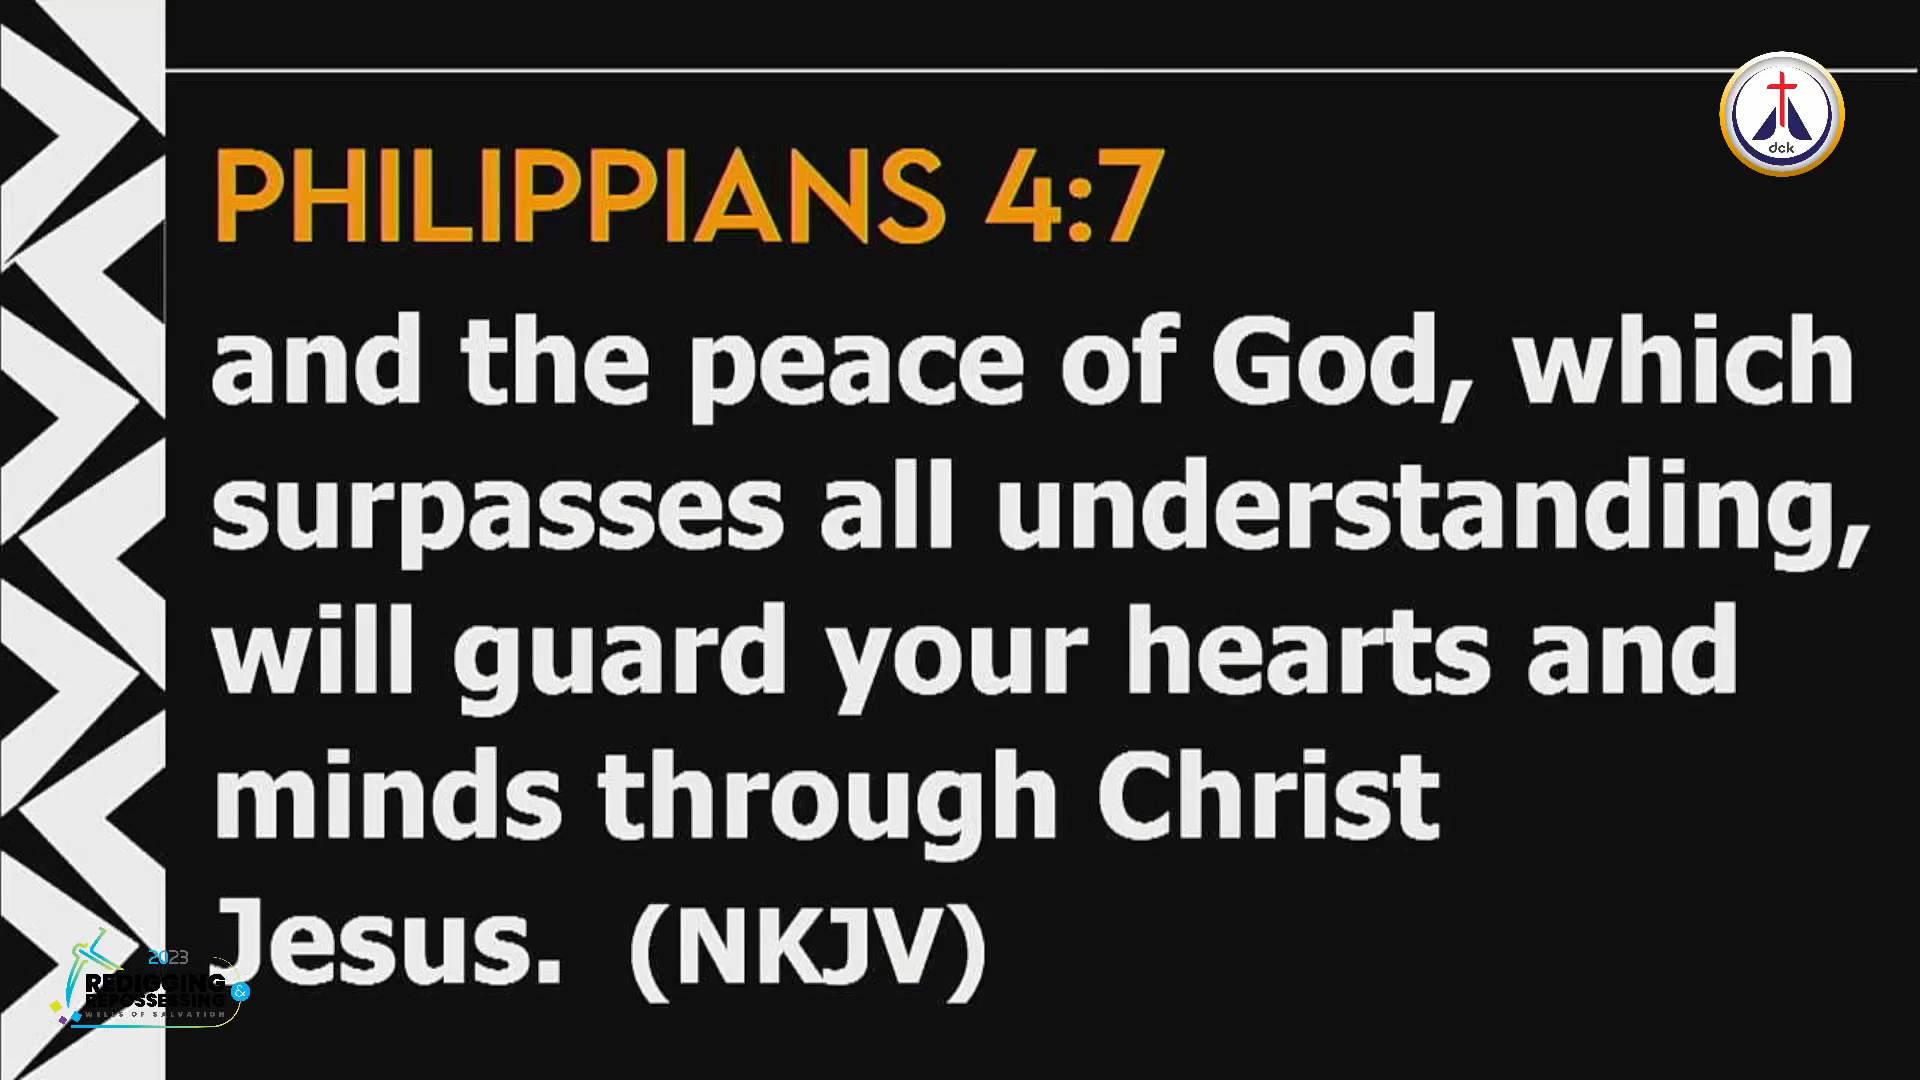 dck
PHILIPPIANS 4:7
and the peace of God, which
surpasses all understanding,
will guard your hearts and
minds through Christ
Jesus. (NKJV)
2023
REDIGGING
&
REPOSSESSING
WELLS OF SALVATION